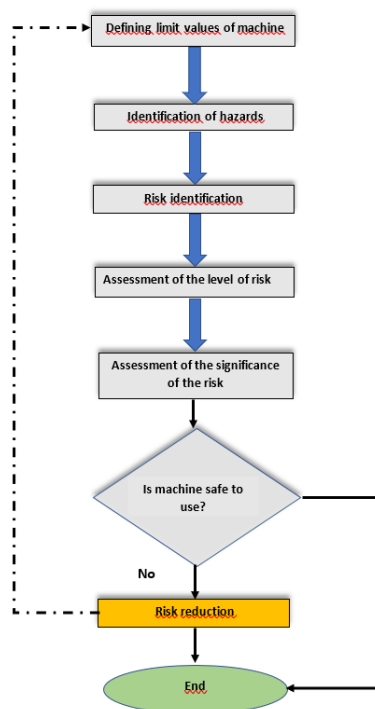 Defining limit values of machine
Identification of hazards
Risk identification
Assessment of the level of risk
Assessment of the significance
of the risk
Is machine safe to
use?
No
Risk reduction
End